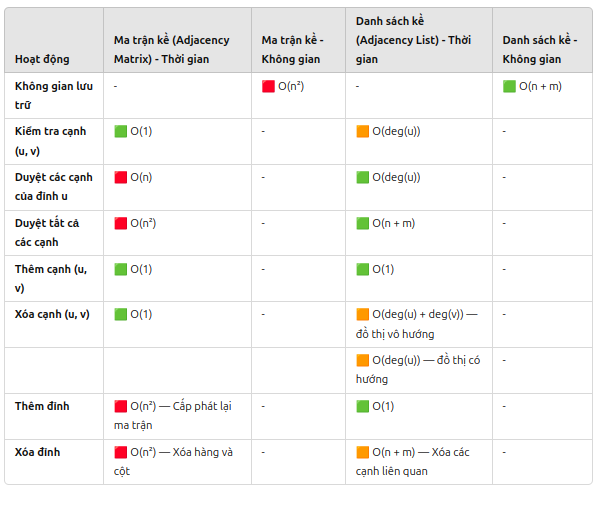 Hoạt động
Ma trận kề (Adjacency
Matrix) - Thời gian
Ma trận kề -
Không gian
Danh sách kề
(Adjacency List) - Thời
gian
Danh sách kề -
Không gian
Không gian lưu
trữ
-
🟥 O(n²)
-
🟩 O(n + m)
Kiểm tra cạnh
(u, v)
🟩 O(1)
-
🟧 O(deg(u))
-
Duyệt các cạnh
của đỉnh u
🟥 O(n)
-
🟩 O(deg(u))
-
Duyệt tất cả
các cạnh
🟥 O(n²)
-
🟩 O(n + m)
-
Thêm cạnh (u,
v)
🟩 O(1)
-
🟩 O(1)
-
Xóa cạnh (u, v)
🟩 O(1)
-
🟧 O(deg(u) + deg(v)) —
đồ thị vô hướng
-
🟧 O(deg(u)) — đồ thị có
hướng
-
Thêm đỉnh
🟥 O(n²) — Cấp phát lại
ma trận
-
🟩 O(1)
-
Xóa đỉnh
🟥 O(n²) — Xóa hàng và
cột
-
🟧 O(n + m) — Xóa các
cạnh liên quan
-